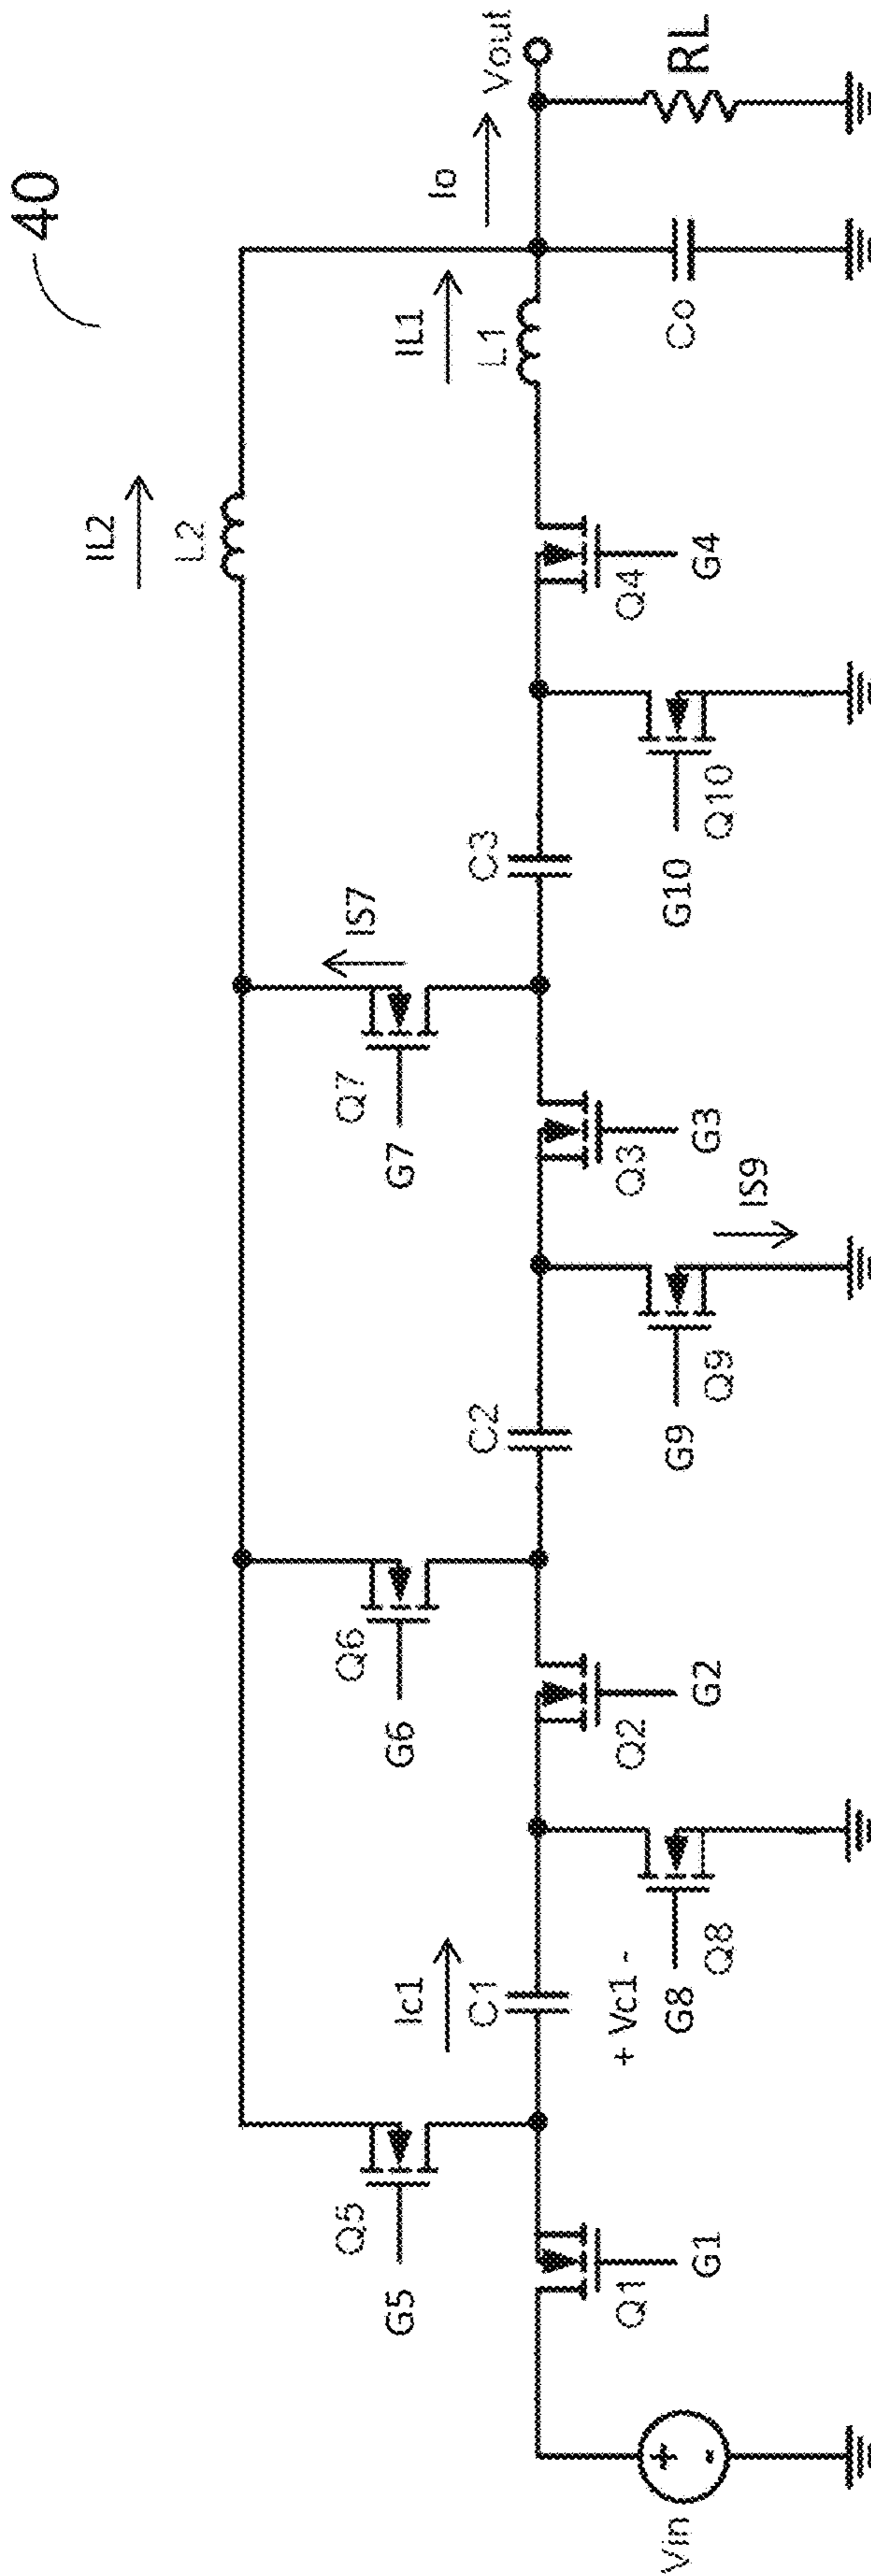 40
IL2
L2
IL1
L1
Io
Vout
Q5
G5
Q6
G6
Q7
G7
IS7
Ic1
C1
C2
C3
+ Vc1 -
Vin
Q1
G1
Q8
G8
Q2
G2
Q9
G9
IS9
Q3
G3
Q10
G10
Q4
G4
Co
RL
+
-